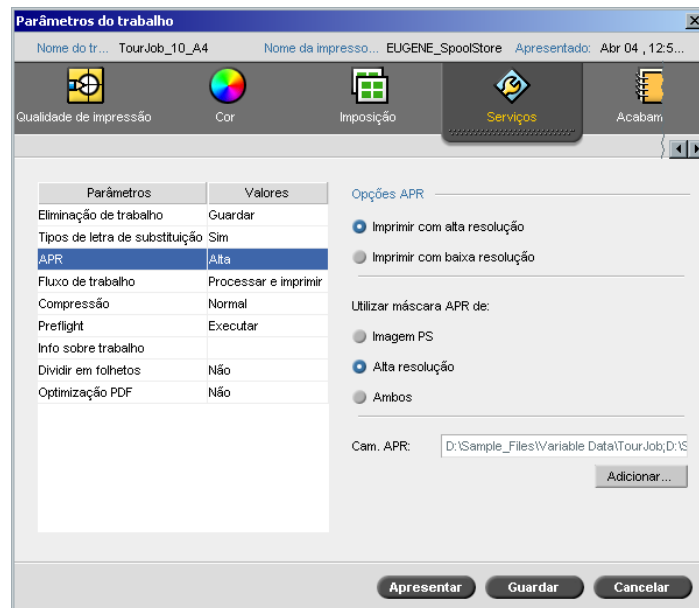 Parâmetros do trabalho
Nome do tr... TourJob_10_A4 Nome da impresso... EUGENE_SpoolStore Apresentado: Abr 04 , 12:5...
Qualidade de impressão Cor Imposição Serviços Acabam
Parâmetros Valores
Eliminação de trabalho Guardar
Tipos de letra de substituição Sim
APR Alta
Fluxo de trabalho Processar e imprimir
Compressão Normal
Preflight Executar
Info sobre trabalho
Dividir em folhetos Não
Optimização PDF Não
Opções APR
Imprimir com alta resolução
Imprimir com baixa resolução
Utilizar máscara APR de:
Imagem PS
Alta resolução
Ambos
Cam. APR: D:\Sample_Files\Variable Data\TourJob;D:\S
Adicionar...
Apresentar Guardar Cancelar